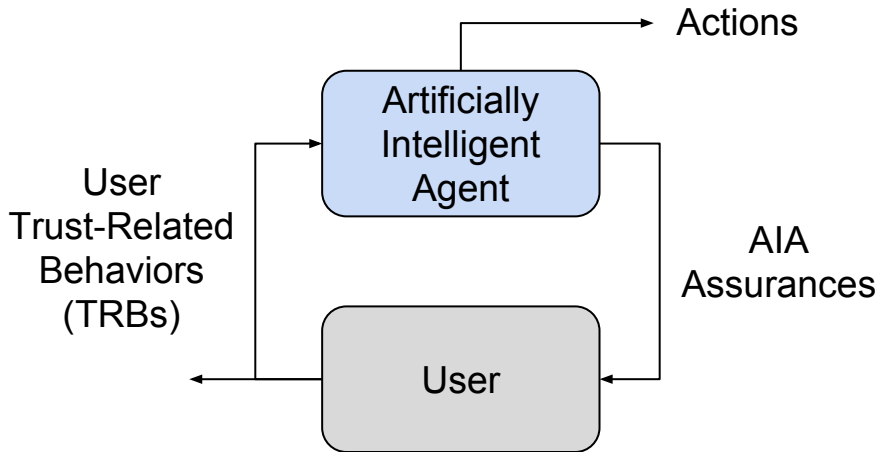 Actions
Artificially
Intelligent
Agent
User
Trust-Related
Behaviors
(TRBs)
AIA
Assurances
User